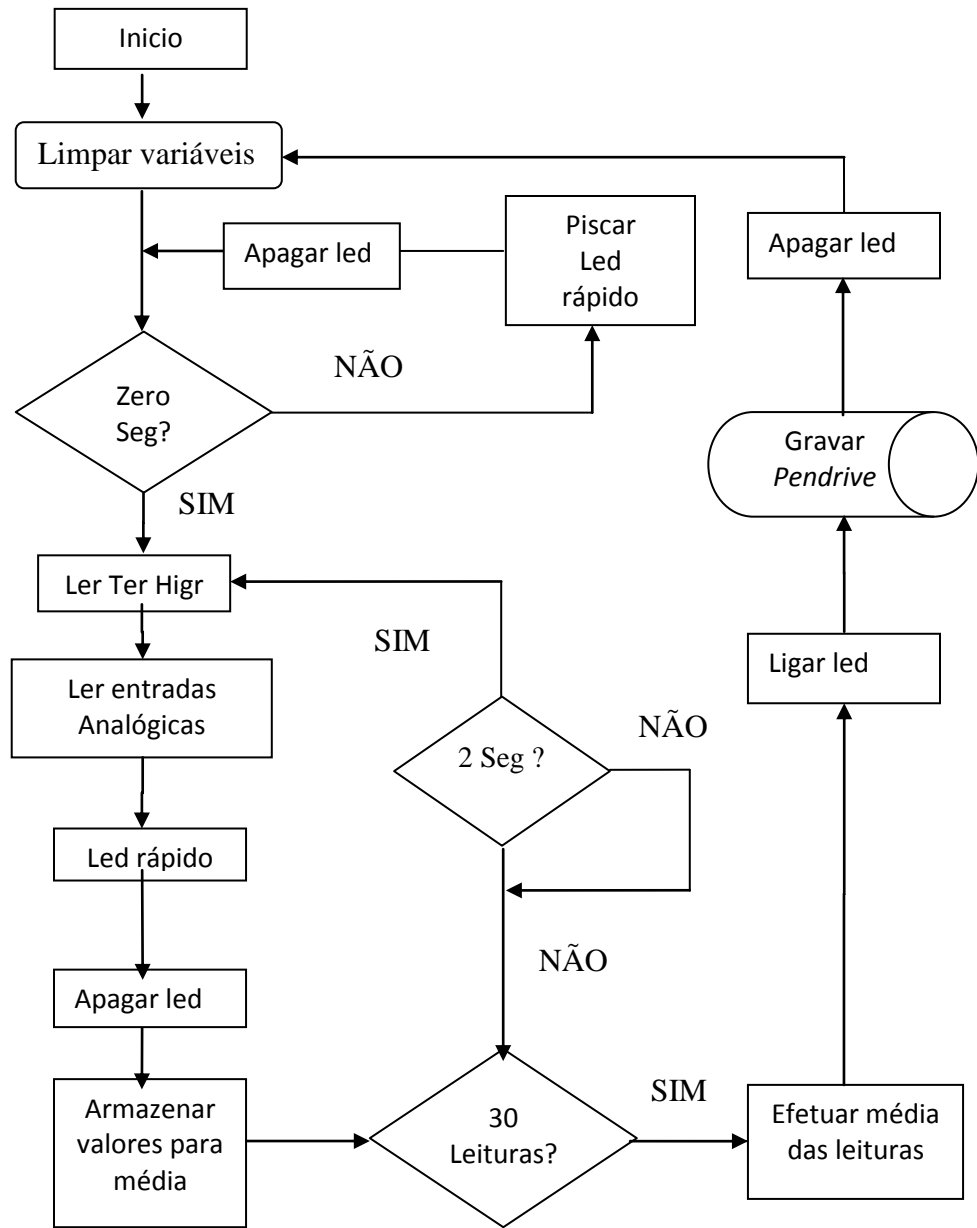 Inicio
Limpar variáveis
Apagar led
Piscar
Led
rápido
Apagar led
NÃO
Zero
Seg?
SIM
Gravar
Pendrive
Ler Ter Higr
SIM
Ligar led
Ler entradas
Analógicas
2 Seg ?
NÃO
Led rápido
NÃO
Apagar led
Armazenar
valores para
média
30
Leituras?
SIM
Efetuar média
das leituras